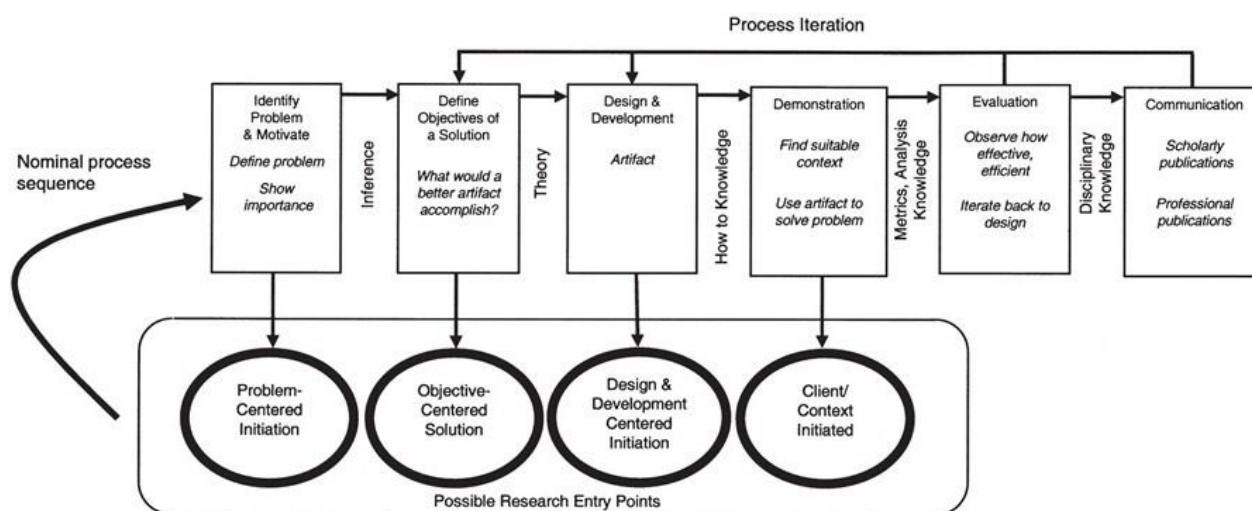 Process Iteration
Nominal process
sequence
Identify
Problem
& Motivate
Define problem
Show
importance
Inference
Define
Objectives of
a Solution
What would a
better artifact
accomplish?
Theory
Design &
Development
Artifact
How to Knowledge
Demonstration
Find suitable
context
Use artifact to
solve problem
Metrics, Analysis
Knowledge
Evaluation
Observe how
effective,
efficient
Iterate back to
design
Disciplinary
Knowledge
Communication
Scholarly
publications
Professional
publications
Problem-
Centered
Initiation
Objective-
Centered
Solution
Design &
Development
Centered
Initiation
Client/
Context
Initiated
Possible Research Entry Points